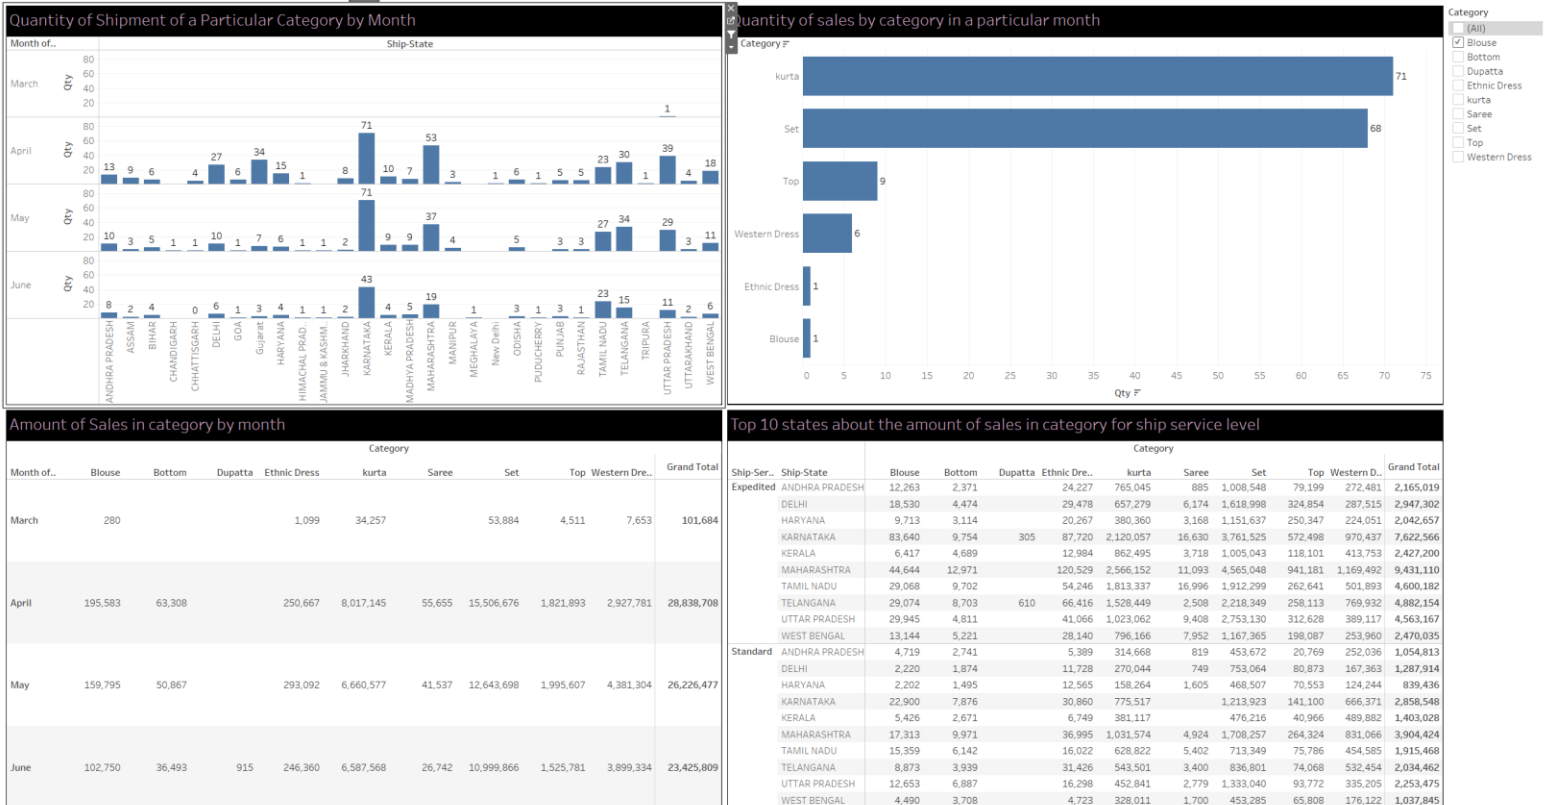 Quantity of Shipment of a Particular Category by Month
Month of..
Ship-State
March
Qty
80
60
40
20
1
April
Qty
80
60
40
20
13 9 6 4 27 6 34 15 1 8 71 10 7 53 3 1 6 1 5 5 23 30 1 39 4 18
May
Qty
80
60
40
20
10 3 5 1 1 10 1 7 6 1 1 2 71 9 9 37 4 5 3 3 27 34 29 3 11
June
Qty
80
60
40
20
8 2 4 0 6 1 3 4 1 1 2 43 4 5 19 1 3 1 3 1 23 15 11 2 6
ANDHRA PRADESH
ASSAM
BIHAR
CHANDIGARH
CHHATTISGARH
DELHI
GOA
Gujarat
HARYANA
HIMACHAL PRAD..
JAMMU & KASHM..
JHARKHAND
KARNATAKA
KERALA
MADHYA PRADESH
MAHARASHTRA
MANIPUR
MEGHALAYA
New Delhi
ODISHA
PUDUCHERRY
PUNJAB
RAJASTHAN
TAMIL NADU
TELANGANA
TRIPURA
UTTAR PRADESH
UTTARAKHAND
WEST BENGAL
Quantity of sales by category in a particular month
Category
kurta 71
Set 68
Top 9
Western Dress 6
Ethnic Dress 1
Blouse 1
0 5 10 15 20 25 30 35 40 45 50 55 60 65 70 75
Qty
Category
(All)
Blouse
Bottom
Dupatta
Ethnic Dress
kurta
Saree
Set
Top
Western Dress
Amount of Sales in category by month
Category
Month of.. Blouse Bottom Dupatta Ethnic Dress kurta Saree Set Top Western Dre.. Grand Total
March 280 1,099 34,257 53,884 4,511 7,653 101,684
April 195,583 63,308 250,667 8,017,145 55,655 15,506,676 1,821,893 2,927,781 28,838,708
May 159,795 50,867 293,092 6,660,577 41,537 12,643,698 1,995,607 4,381,304 26,226,477
June 102,750 36,493 915 246,360 6,587,568 26,742 10,999,866 1,525,781 3,899,334 23,425,809
Top 10 states about the amount of sales in category for ship service level
Category
Ship-Ser.. Ship-State Blouse Bottom Dupatta Ethnic Dre.. kurta Saree Set Top Western D.. Grand Total
Expedited ANDHRA PRADESH 12,263 2,371 24,227 765,045 885 1,008,548 79,199 272,481 2,165,019
DELHI 18,530 4,474 29,478 657,279 6,174 1,618,998 324,854 287,515 2,947,302
HARYANA 9,713 3,114 20,267 380,360 3,168 1,151,637 250,347 224,051 2,042,657
KARNATAKA 83,640 9,754 305 87,720 2,120,057 16,630 3,761,525 572,498 970,437 7,622,566
KERALA 6,417 4,689 12,984 862,495 3,718 1,005,043 118,101 413,753 2,427,200
MAHARASHTRA 44,644 12,971 120,529 2,566,152 11,093 4,565,048 941,181 1,169,492 9,431,110
TAMIL NADU 29,068 9,702 54,246 1,813,337 16,996 1,912,299 262,641 501,893 4,600,182
TELANGANA 29,074 8,703 610 66,416 1,528,449 2,508 2,218,349 258,113 769,932 4,882,154
UTTAR PRADESH 29,945 4,811 41,066 1,023,062 9,408 2,753,130 312,628 389,117 4,563,167
WEST BENGAL 13,144 5,221 28,140 796,166 7,952 1,167,365 198,087 253,960 2,470,035
Standard ANDHRA PRADESH 4,719 2,741 5,389 314,668 819 453,672 20,769 252,036 1,054,813
DELHI 2,220 1,874 11,728 270,044 749 753,064 80,873 167,363 1,287,914
HARYANA 2,202 1,495 12,565 158,264 1,605 468,507 70,553 124,244 839,436
KARNATAKA 22,900 7,876 30,860 775,517 1,213,923 141,100 666,371 2,858,548
KERALA 5,426 2,671 6,749 381,117 476,216 40,966 489,882 1,403,028
MAHARASHTRA 17,313 9,971 36,995 1,031,574 4,924 1,708,257 264,324 831,066 3,904,424
TAMIL NADU 15,359 6,142 16,022 628,822 5,402 713,349 75,786 454,585 1,915,468
TELANGANA 8,873 3,939 31,426 543,501 3,400 836,801 74,068 532,454 2,034,462
UTTAR PRADESH 12,653 6,887 16,298 452,841 2,779 1,333,040 93,772 335,205 2,253,475
WEST BENGAL 4,490 3,708 4,723 328,011 1,700 453,285 65,808 176,122 1,037,845